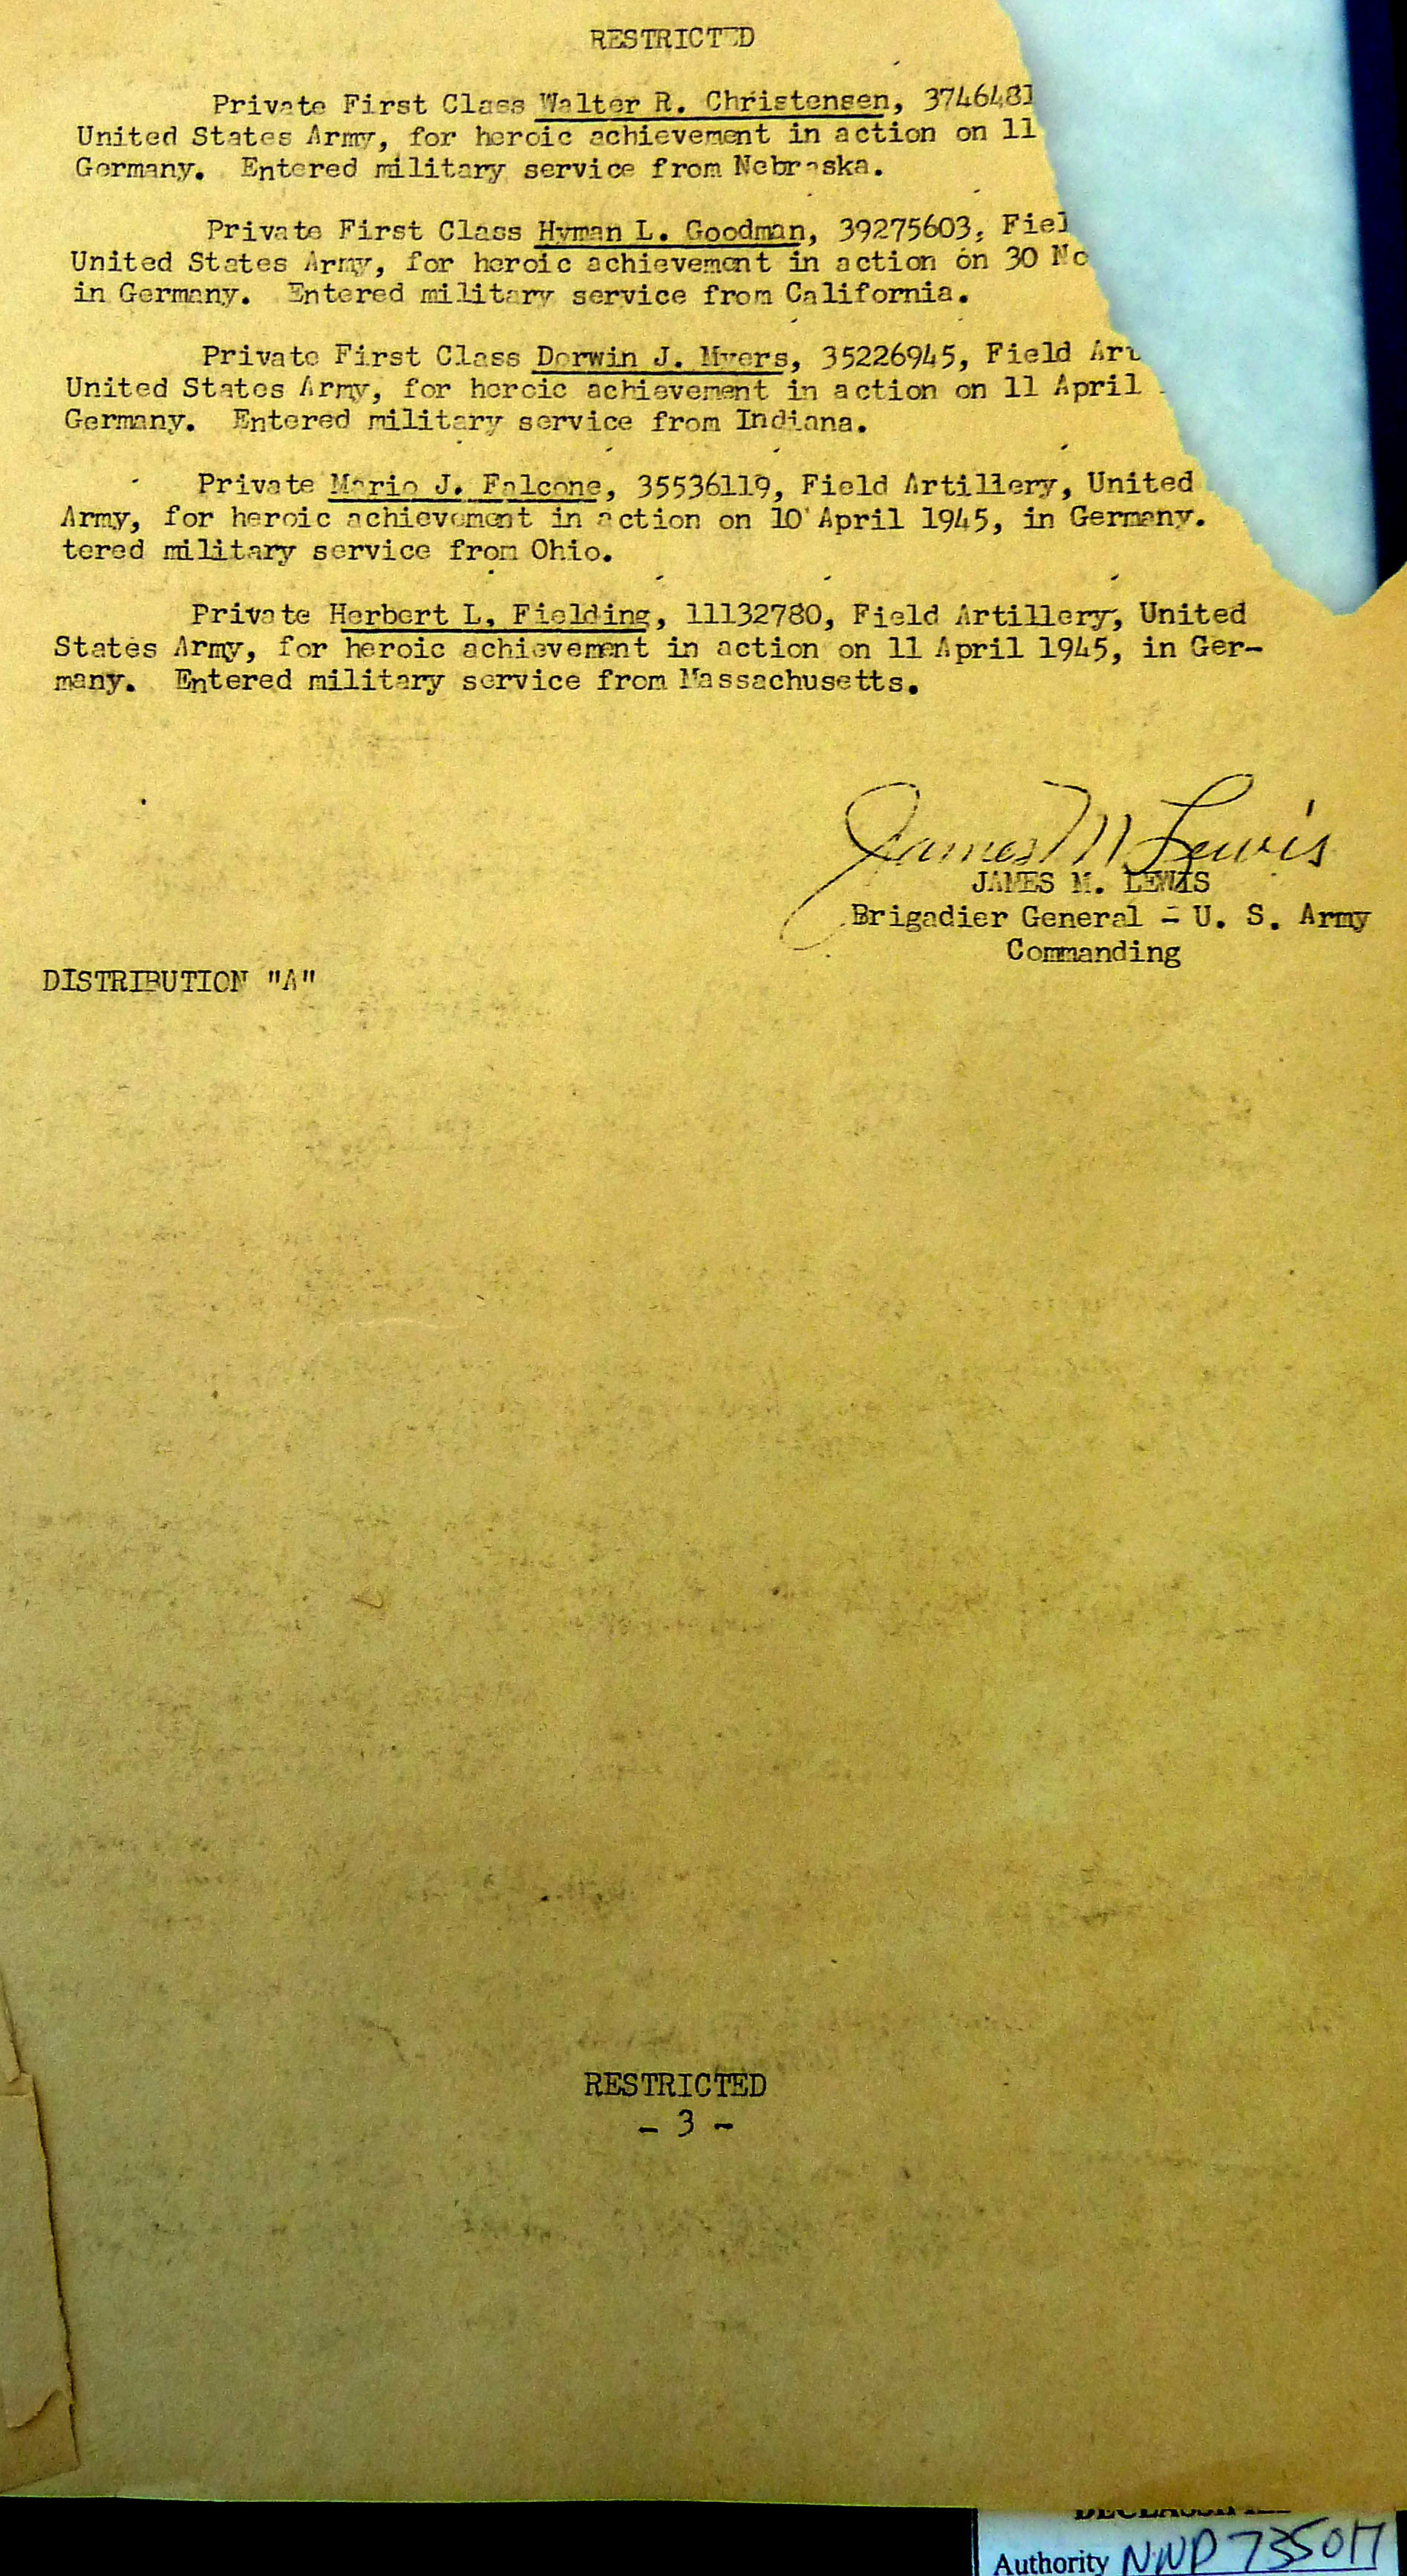 RESTRICTED
Private First Class Walter R. Christensen, 3746481
United States Army, for heroic achievement in action on 11
Germany. Entered military service from Nebraska.
Private First Class Hyman L. Goodman, 39275603, Fiel
United States Army, for heroic achievement in action on 30 No
in Germany. Entered military service from California.
Private First Class Derwin J. Myers, 35226945, Field Art
United States Army, for heroic achievement in action on 11 April
Germany. Entered military service from Indiana.
Private Mario J. Falcone, 35536119, Field Artillery, United
Army, for heroic achievement in action on 10 April 1945, in Germany.
tered military service from Ohio.
Private Herbert L. Fielding, 11132780, Field Artillery, United
States Army, for heroic achievement in action on 11 April 1945, in Ger-
many. Entered military service from Massachusetts.
James M Lewis
JAMES M. LEWIS
Brigadier General - U. S. Army
Commanding
DISTRIBUTION "A"
RESTRICTED
- 3 -
Authority NND 735017